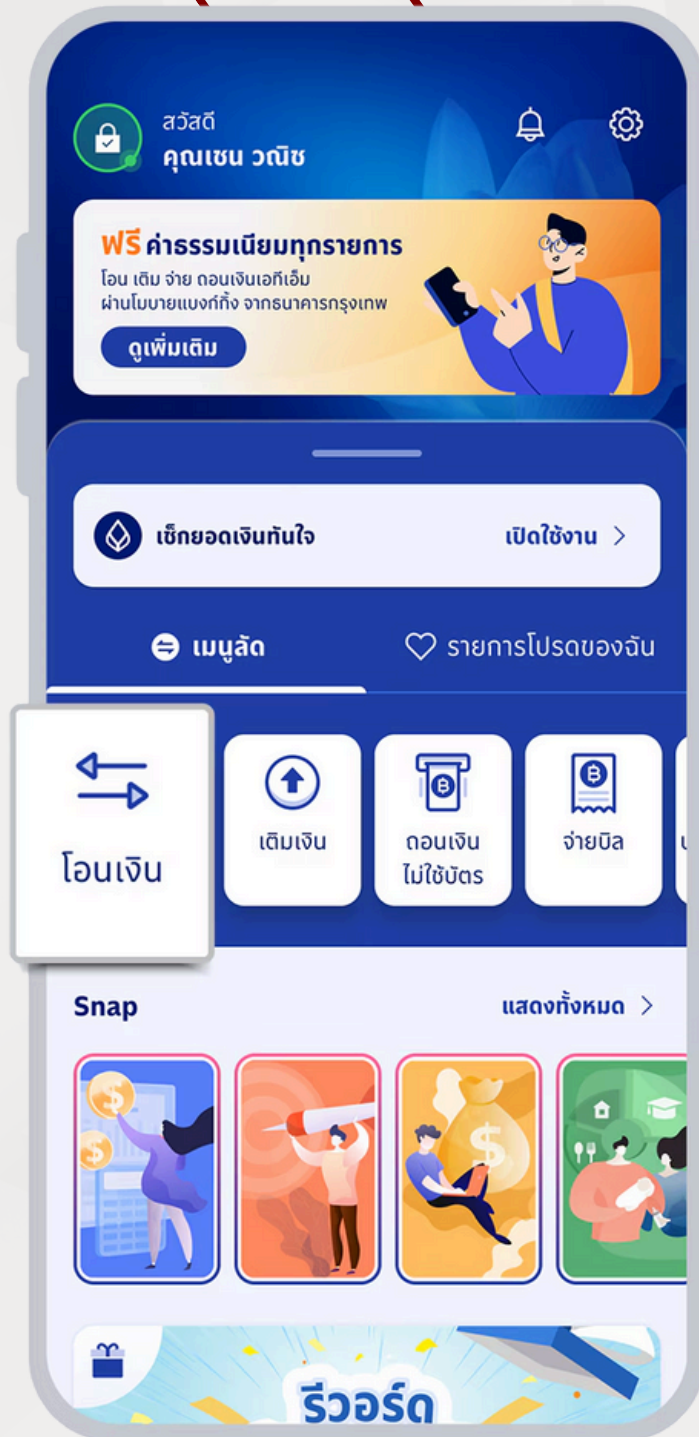 สวัสดี
คุณเซน วณิช
ฟรี ค่าธรรมเนียมทุกรายการ
โอน เติม จ่าย ถอนเงินเอทีเอ็ม
ผ่านโมบายแบงก์กิ้ง จากธนาคารกรุงเทพ
ดูเพิ่มเติม
เช็กยอดเงินทันใจ
เปิดใช้งาน
เมนูลัด
รายการโปรดของฉัน
โอนเงิน
เติมเงิน
ถอนเงิน
ไม่ใช้บัตร
จ่ายบิล
Snap
แสดงทั้งหมด
รีวอร์ด